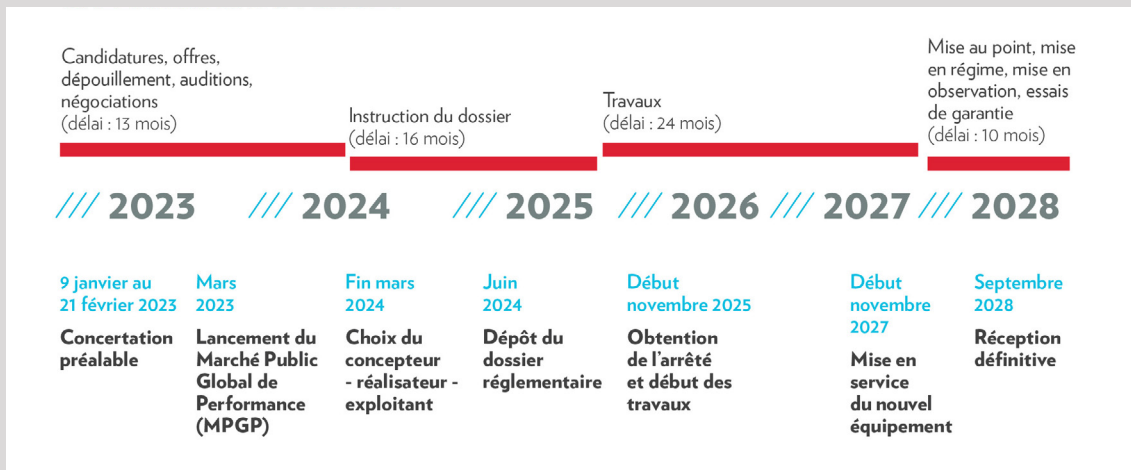 Candidatures, offres,
dépouillement, auditions,
négociations
(délai : 13 mois)
Instruction du dossier
(délai : 16 mois)
Travaux
(délai : 24 mois)
Mise au point, mise
en régime, mise en
observation, essais
de garantie
(délai : 10 mois)
/// 2023 /// 2024 /// 2025 /// 2026 /// 2027 /// 2028
9 janvier au
21 février 2023
Concertation
préalable
Mars
2023
Lancement du
Marché Public
Global de
Performance
(MPGP)
Fin mars
2024
Choix du
concepteur
- réalisateur -
exploitant
Juin
2024
Dépôt du
dossier
réglementaire
Début
novembre 2025
Obtention
de l’arrêté
et début des
travaux
Début
novembre
2027
Mise en
service
du nouvel
équipement
Septembre
2028
Réception
définitive